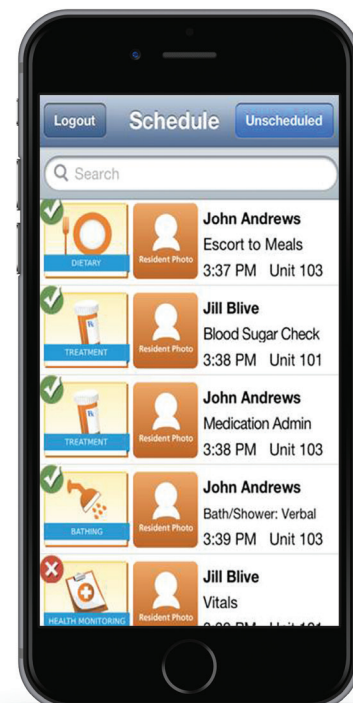 Logout
Schedule
Unscheduled
Search
DIETARY
Resident Photo
John Andrews
Escort to Meals
3:37 PM Unit 103
TREATMENT
Resident Photo
Jill Blive
Blood Sugar Check
3:38 PM Unit 101
TREATMENT
Resident Photo
John Andrews
Medication Admin
3:38 PM Unit 103
BATHING
Resident Photo
John Andrews
Bath/Shower: Verbal
3:39 PM Unit 103
HEALTH MONITORING
Resident Photo
Jill Blive
Vitals